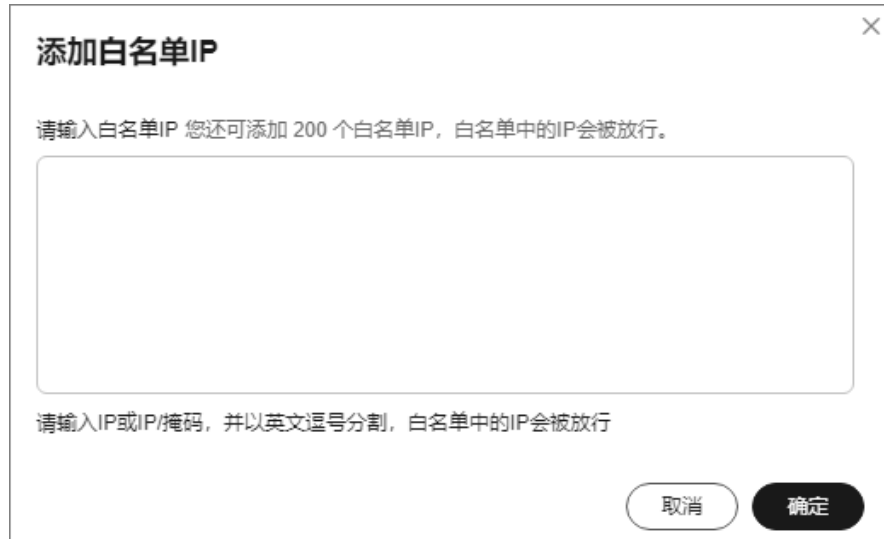 添加白名单IP
请输入白名单IP 您还可添加 200 个白名单IP，白名单中的IP会被放行。
请输入IP或IP/掩码，并以英文逗号分割，白名单中的IP会被放行
取消
确定